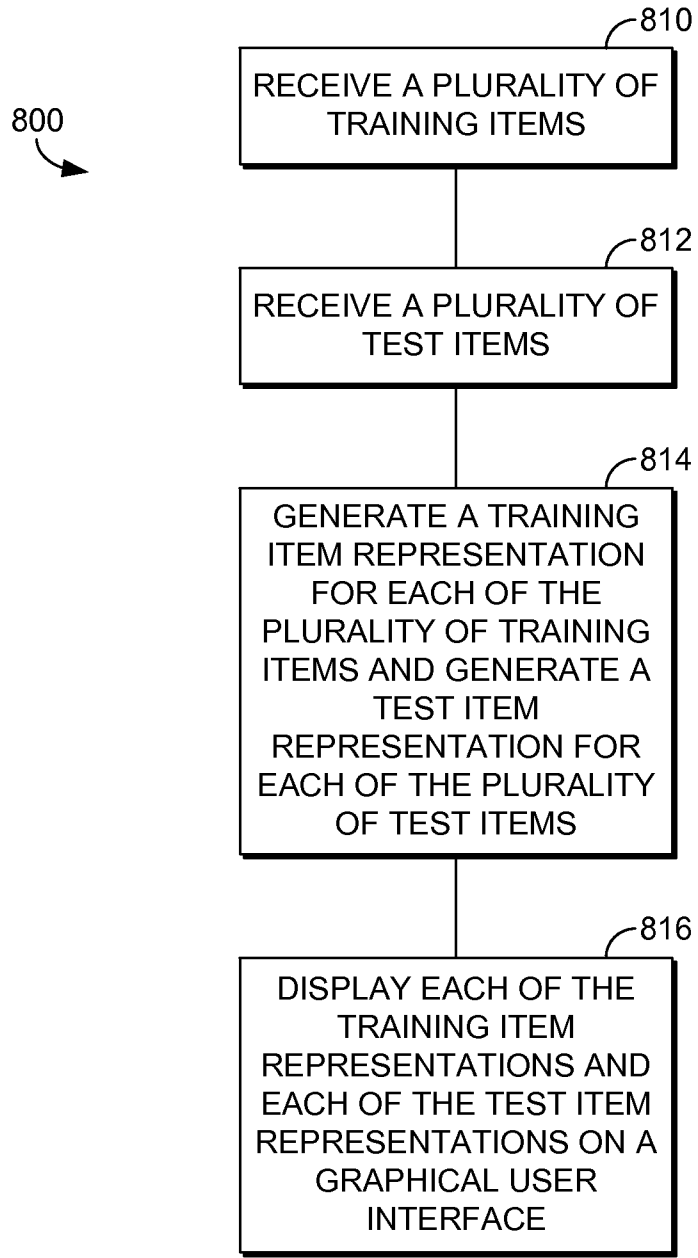 810
RECEIVE A PLURALITY OF
TRAINING ITEMS
800
812
RECEIVE A PLURALITY OF
TEST ITEMS
814
GENERATE A TRAINING
ITEM REPRESENTATION
FOR EACH OF THE
PLURALITY OF TRAINING
ITEMS AND GENERATE A
TEST ITEM
REPRESENTATION FOR
EACH OF THE PLURALITY
OF TEST ITEMS
816
DISPLAY EACH OF THE
TRAINING ITEM
REPRESENTATIONS AND
EACH OF THE TEST ITEM
REPRESENTATIONS ON A
GRAPHICAL USER
INTERFACE